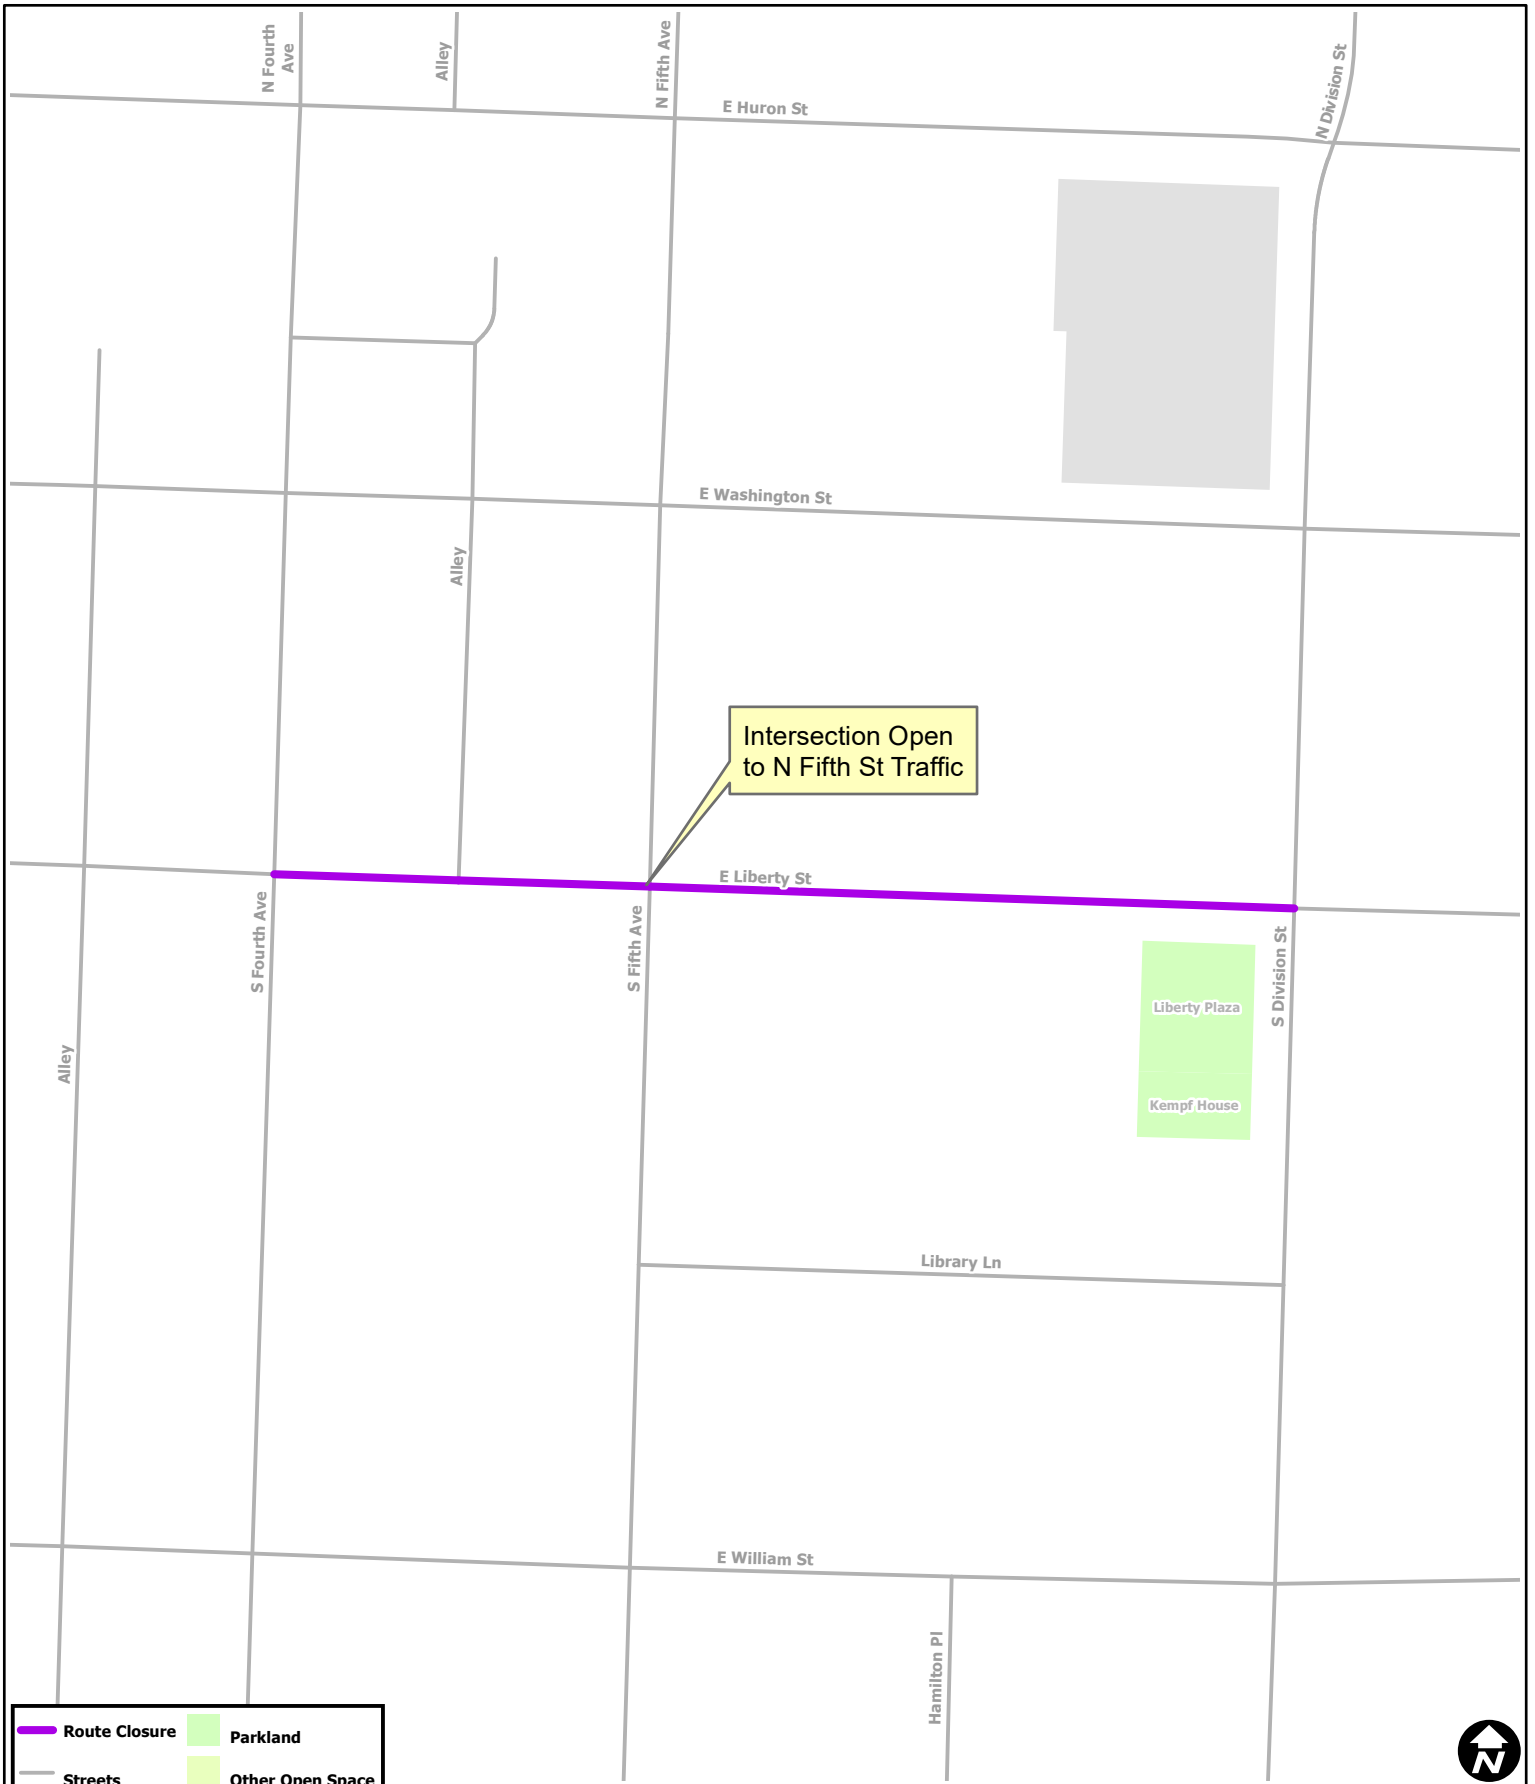 N Fourth
Ave
Alley
N Fifth Ave
N Division St
E Huron St
E Washington St
Alley
Intersection Open
to N Fifth St Traffic
E Liberty St
S Fourth Ave
S Fifth Ave
S Division St
Liberty Plaza
Alley
Kempf House
Library Ln
E William St
Hamilton Pl
Route Closure
Parkland
Streets
Other Open Space
N